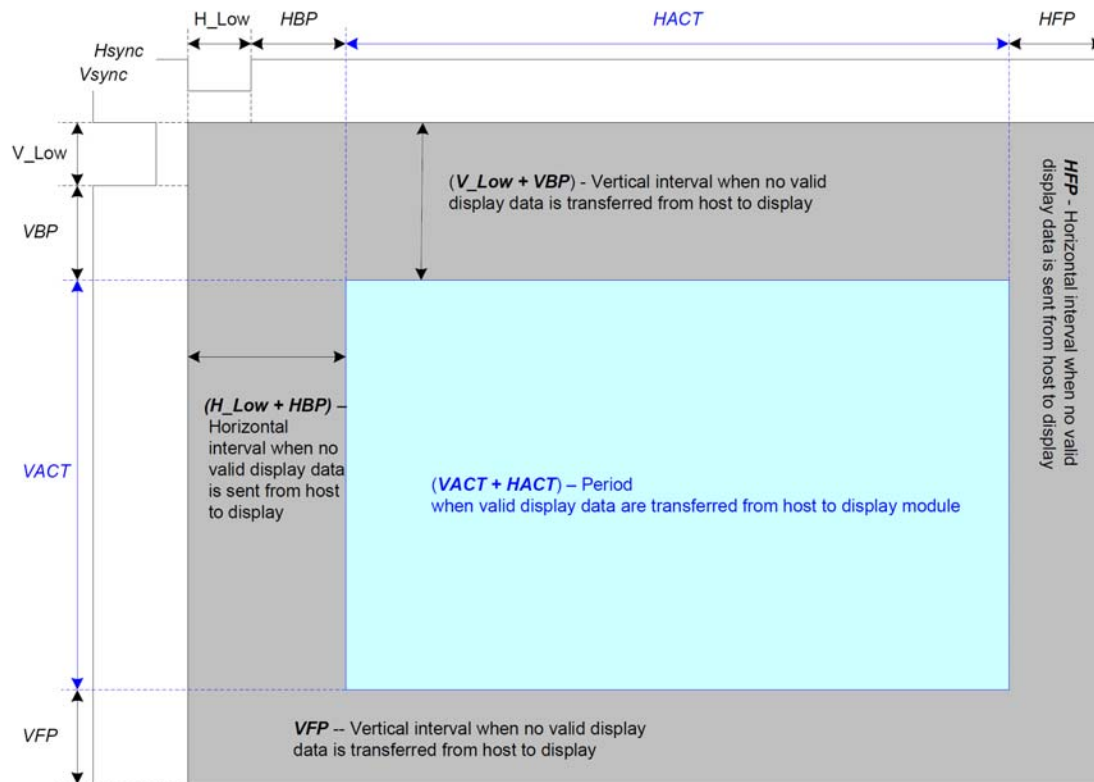 H_Low
HBP
HACT
HFP
Hsync
Vsync
V_Low
VBP
VACT
VFP
(V_Low + VBP) - Vertical interval when no valid
display data is transferred from host to display
HFP - Horizontal interval when no valid
display data is sent from host to display
(H_Low + HBP) –
Horizontal
interval when no
valid display data
is sent from host
to display
(VACT + HACT) – Period
when valid display data are transferred from host to display module
VFP -- Vertical interval when no valid display
data is transferred from host to display